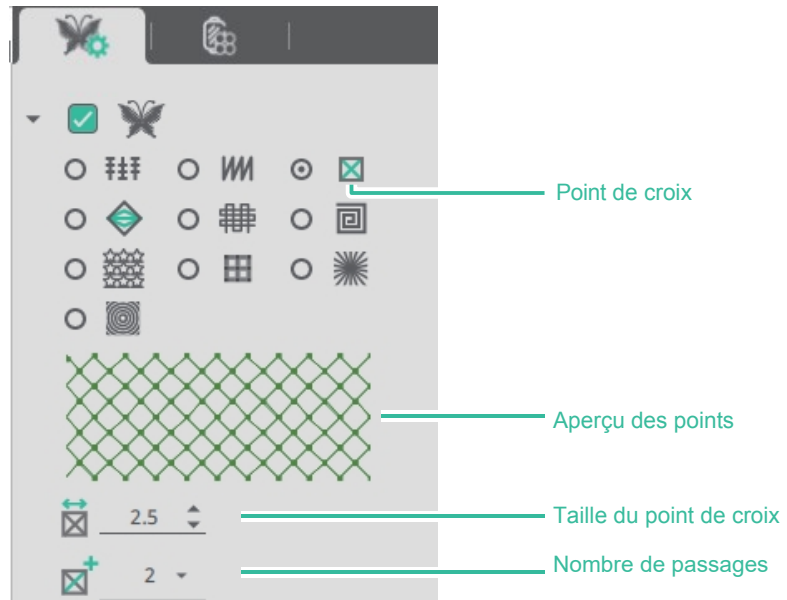 Point de croix
Aperçu des points
2.5
Taille du point de croix
2
Nombre de passages